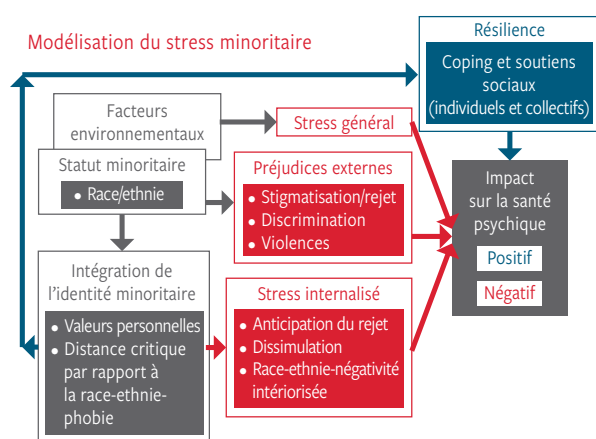 Modélisation du stress minoritaire
Résilience
Coping et soutiens
sociaux
(individuels et collectifs)
Facteurs
environnementaux
Stress général
Statut minoritaire
• Race/ethnie
Préjudices externes
• Stigmatisation/rejet
• Discrimination
• Violences
Impact
sur la santé
psychique
Positif
Négatif
Intégration de
l'identité minoritaire
• Valeurs personnelles
• Distance critique
par rapport à
la race-ethnie-
phobie
Stress internalisé
• Anticipation du rejet
• Dissimulation
• Race-ethnie-négativité
intériorisée